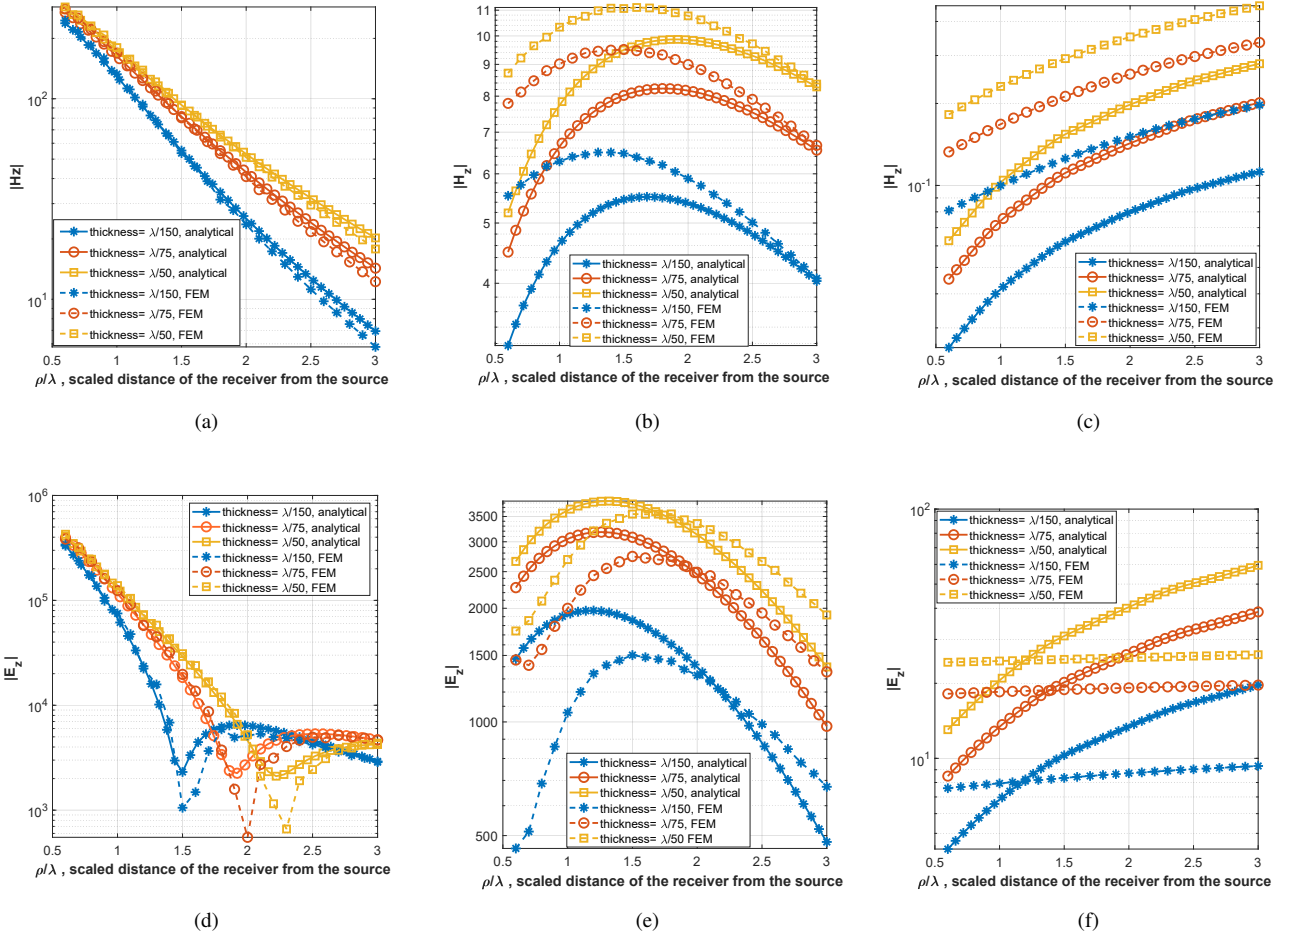 10^2
10^1
|Hz|
thickness= λ/150, analytical
thickness= λ/75, analytical
thickness= λ/50, analytical
thickness= λ/150, FEM
thickness= λ/75, FEM
thickness= λ/50, FEM
0.5 1 1.5 2 2.5 3
ρ/λ , scaled distance of the receiver from the source
(a)
11
10
9
8
7
6
5
4
|H_z|
thickness= λ/150, analytical
thickness= λ/75, analytical
thickness= λ/50, analytical
thickness= λ/150, FEM
thickness= λ/75, FEM
thickness= λ/50, FEM
0.5 1 1.5 2 2.5 3
ρ/λ , scaled distance of the receiver from the source
(b)
10^-1
|H_z|
thickness= λ/150, analytical
thickness= λ/75, analytical
thickness= λ/50, analytical
thickness= λ/150, FEM
thickness= λ/75, FEM
thickness= λ/50, FEM
0.5 1 1.5 2 2.5 3
ρ/λ , scaled distance of the receiver from the source
(c)
10^6
10^5
10^4
10^3
|E_z|
thickness= λ/150, analytical
thickness= λ/75, analytical
thickness= λ/50, analytical
thickness= λ/150, FEM
thickness= λ/75, FEM
thickness= λ/50, FEM
0.5 1 1.5 2 2.5 3
ρ/λ , scaled distance of the receiver from the source
(d)
3500
3000
2500
2000
1500
1000
500
|E_z|
thickness= λ/150, analytical
thickness= λ/75, analytical
thickness= λ/50, analytical
thickness= λ/150, FEM
thickness= λ/75, FEM
thickness= λ/50 FEM
0.5 1 1.5 2 2.5 3
ρ/λ , scaled distance of the receiver from the source
(e)
10^2
10^1
|E_z|
thickness= λ/150, analytical
thickness= λ/75, analytical
thickness= λ/50, analytical
thickness= λ/150, FEM
thickness= λ/75, FEM
thickness= λ/50, FEM
0.5 1 1.5 2 2.5 3
ρ/λ , scaled distance of the receiver from the source
(f)